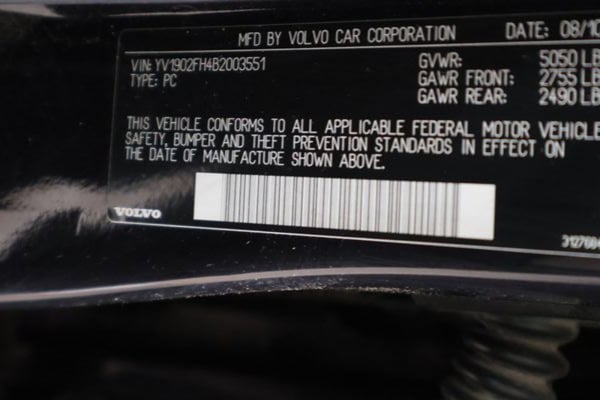 MFD BY VOLVO CAR CORPORATION DATE: 08/10
VIN: YV1902FH4B2003551 GVWR: 5050 LB
TYPE: PC GAWR FRONT: 2755 LB
GAWR REAR: 2490 LB
THIS VEHICLE CONFORMS TO ALL APPLICABLE FEDERAL MOTOR VEHICLE
SAFETY, BUMPER AND THEFT PREVENTION STANDARDS IN EFFECT ON
THE DATE OF MANUFACTURE SHOWN ABOVE.
VOLVO